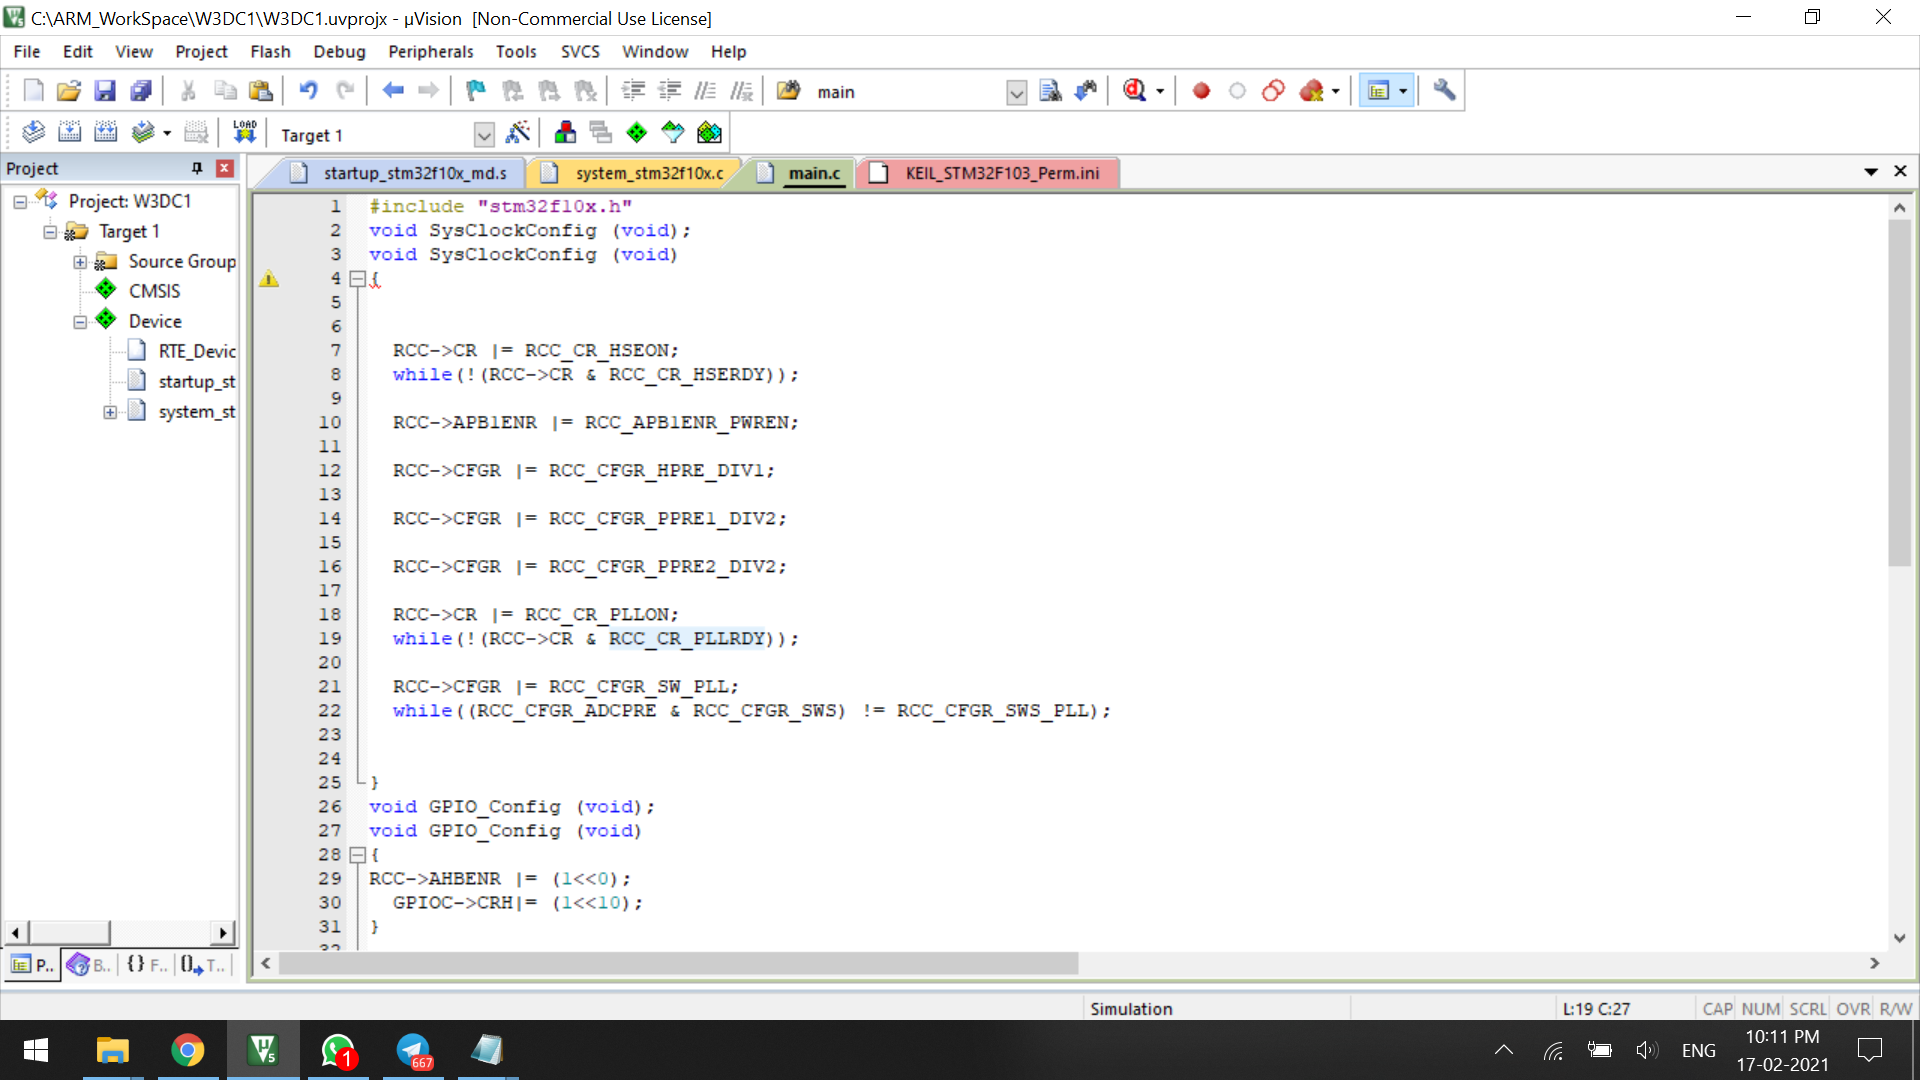 C:\ARM_WorkSpace\W3DC1\W3DC1.uvprojx - µVision [Non-Commercial Use License]
File Edit View Project Flash Debug Peripherals Tools SVCS Window Help
main
LOAD
Target 1
Project
startup_stm32f10x_md.s system_stm32f10x.c main.c KEIL_STM32F103_Perm.ini
Project: W3DC1
Target 1
Source Group
CMSIS
Device
RTE_Devic
startup_st
system_st
P.. B.. {} F.. T..
1 #include "stm32f10x.h"
2 void SysClockConfig (void);
3 void SysClockConfig (void)
4 {
5
6
7 RCC->CR |= RCC_CR_HSEON;
8 while(!(RCC->CR & RCC_CR_HSERDY));
9
10 RCC->APB1ENR |= RCC_APB1ENR_PWREN;
11
12 RCC->CFGR |= RCC_CFGR_HPRE_DIV1;
13
14 RCC->CFGR |= RCC_CFGR_PPRE1_DIV2;
15
16 RCC->CFGR |= RCC_CFGR_PPRE2_DIV2;
17
18 RCC->CR |= RCC_CR_PLLON;
19 while(!(RCC->CR & RCC_CR_PLLRDY));
20
21 RCC->CFGR |= RCC_CFGR_SW_PLL;
22 while((RCC_CFGR_ADCPRE & RCC_CFGR_SWS) != RCC_CFGR_SWS_PLL);
23
24
25 }
26 void GPIO_Config (void);
27 void GPIO_Config (void)
28 {
29 RCC->AHBENR |= (1<<0);
30 GPIOC->CRH|= (1<<10);
31 }
32
Simulation L:19 C:27 CAP NUM SCRL OVR R/W
1 667 ENG 10:11 PM
17-02-2021